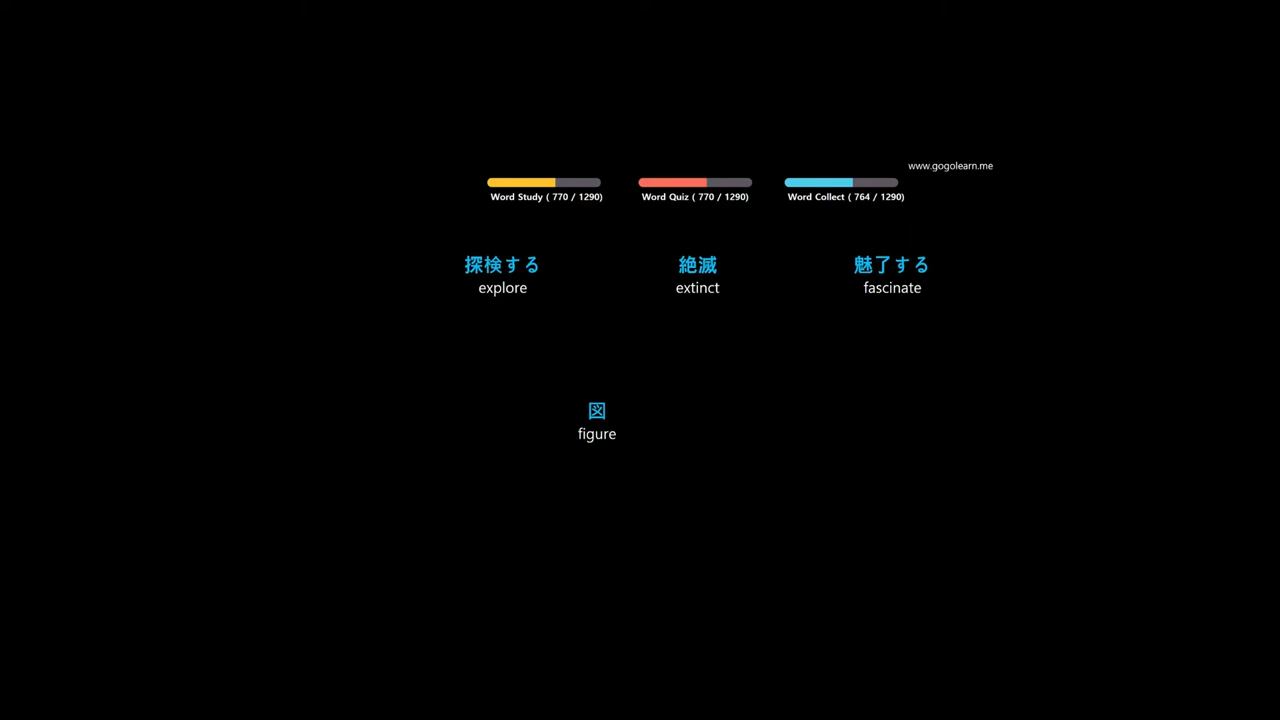 www.gogolearn.me
Word Study ( 770 / 1290)
Word Quiz ( 770 / 1290)
Word Collect ( 764 / 1290)
探検する
explore
絶滅
extinct
魅了する
fascinate
図
figure